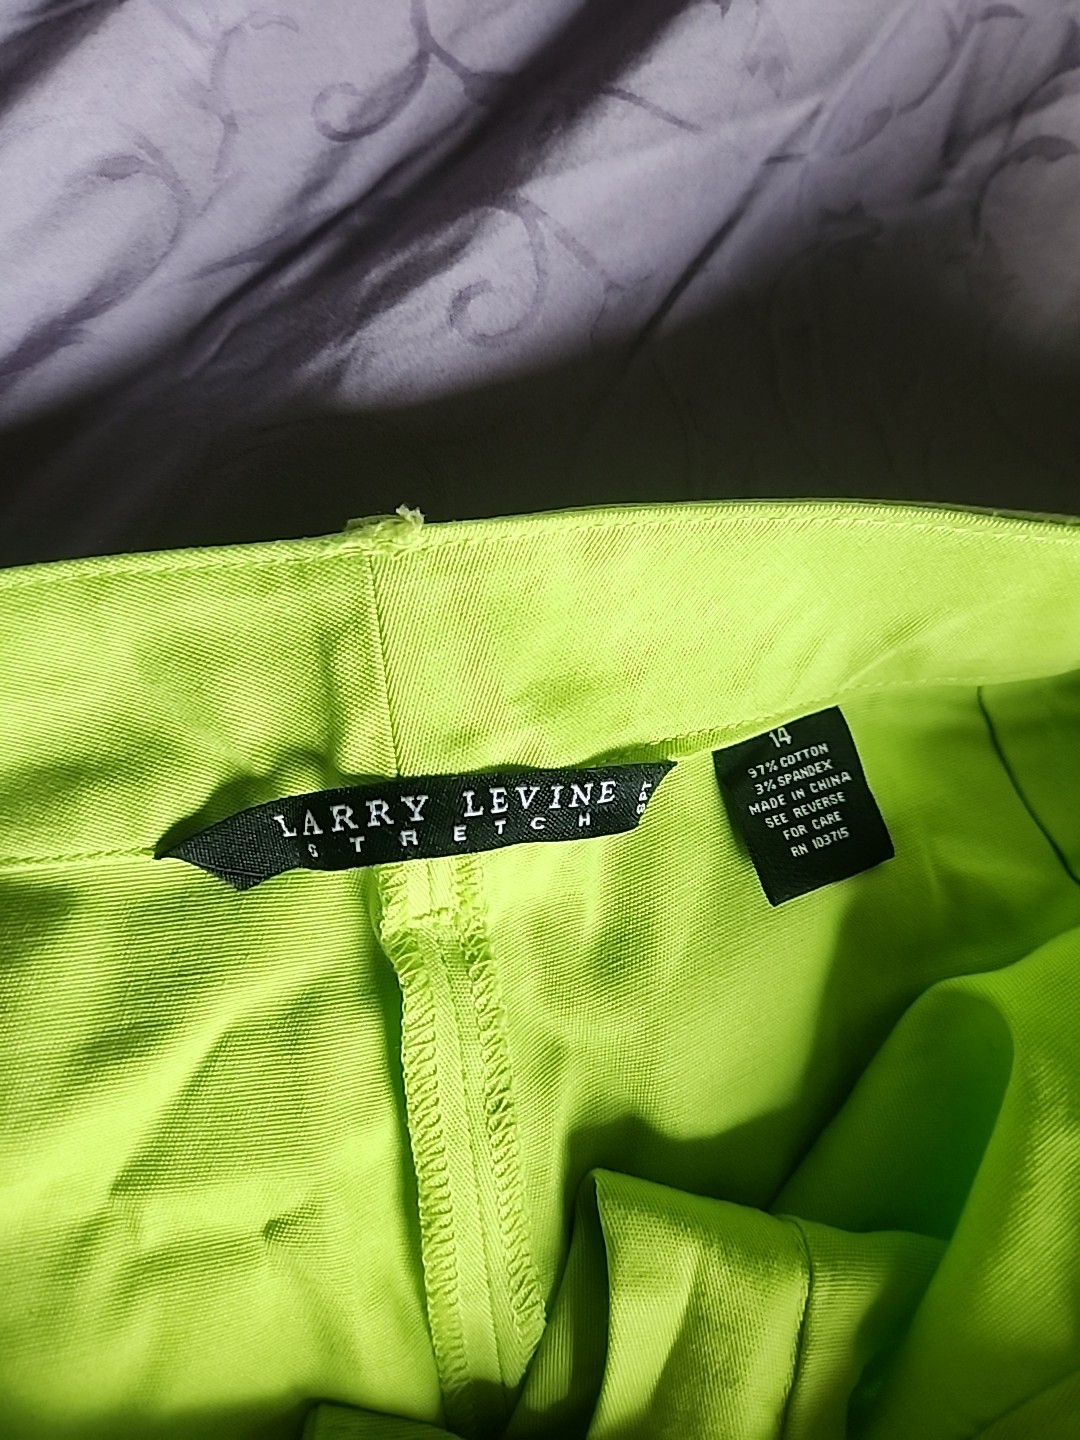 LARRY LEVINE
STRETCH
14
97% COTTON
3% SPANDEX
MADE IN CHINA
SEE REVERSE
FOR CARE
RN 103715